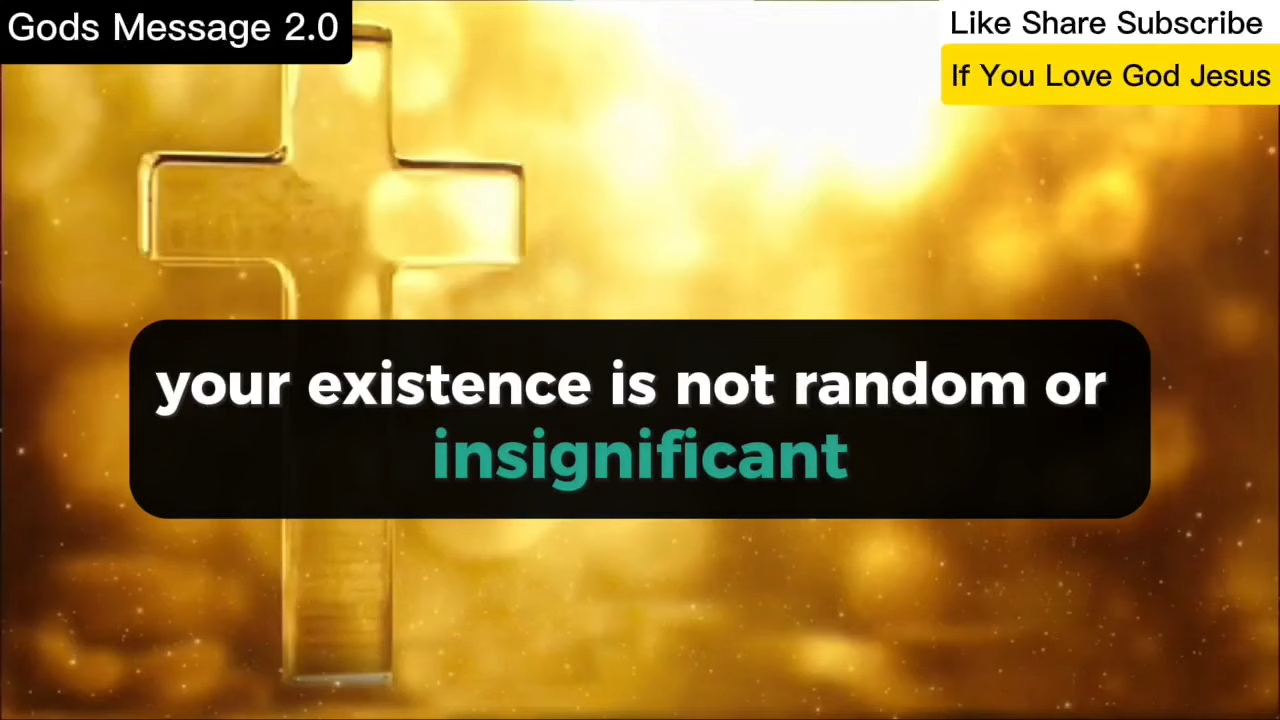 Gods Message 2.0
Like Share Subscribe
If You Love God Jesus
your existence is not random or
insignificant